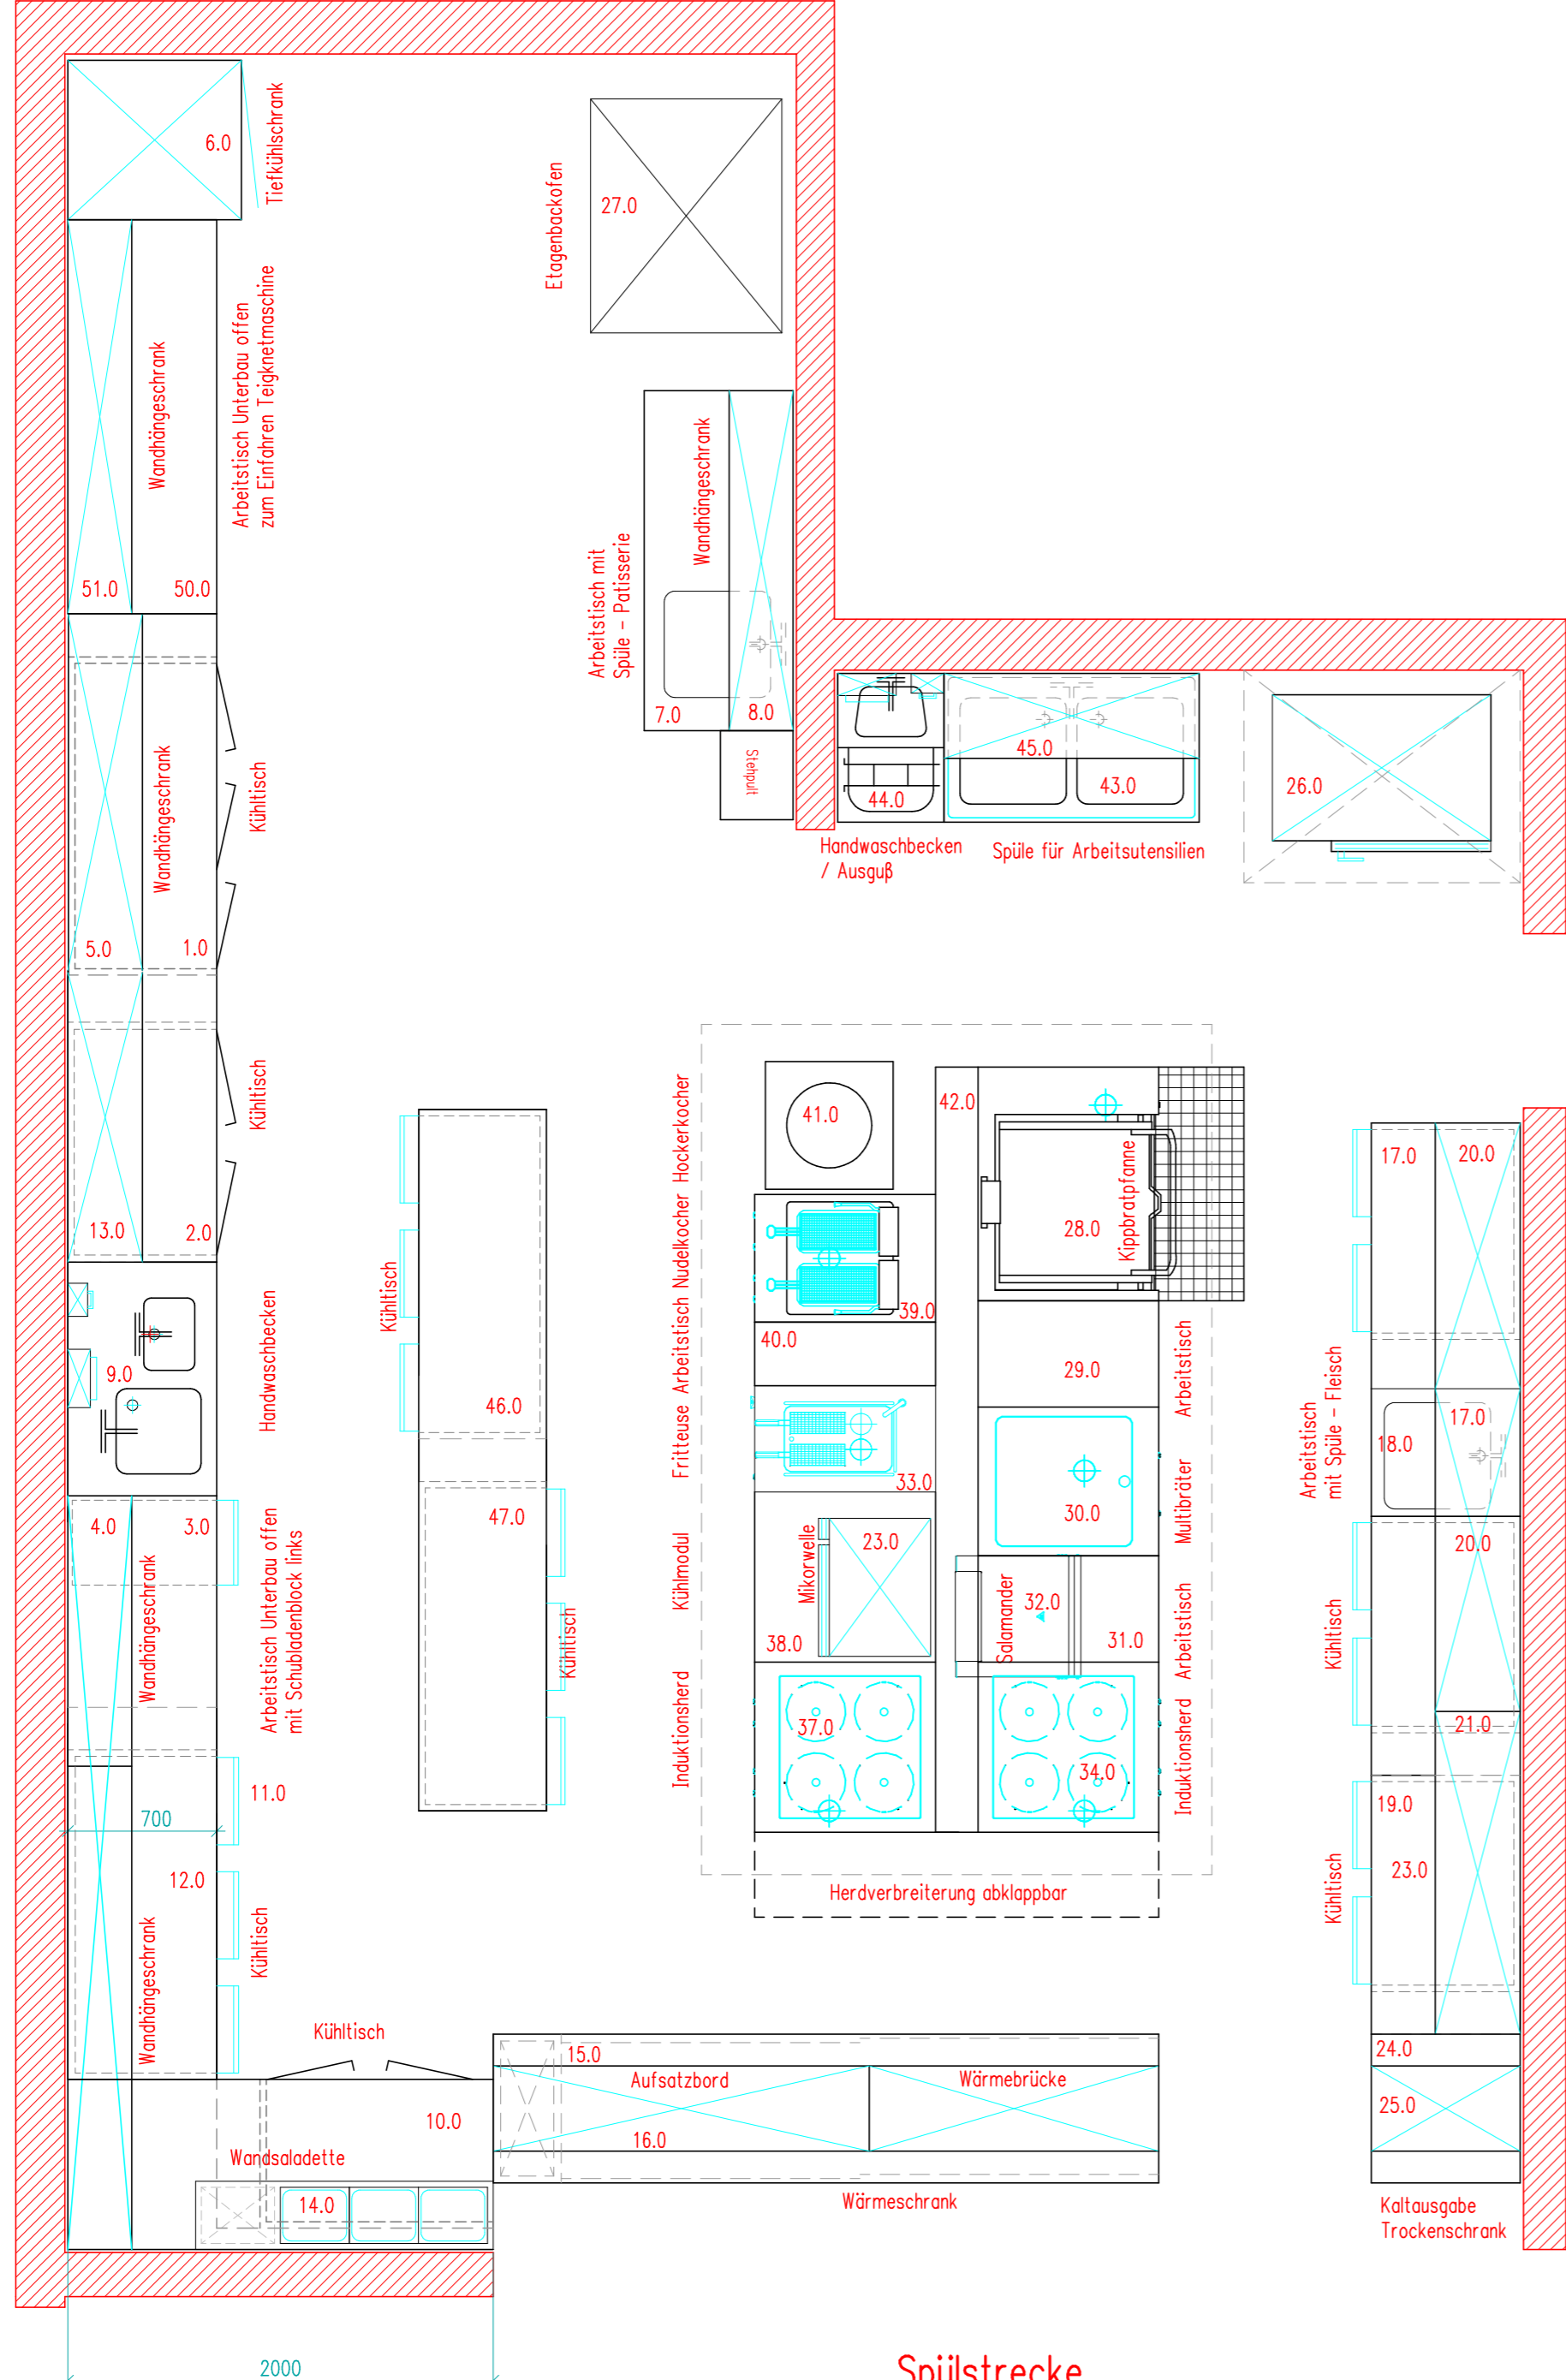 6.0
Tiefkühlschrank
27.0
Etagenbackofen
Wandhängeschrank
Arbeitstisch Unterbau offen
zum Einfahren Teigknetmaschine
51.0
50.0
Wandhängeschrank
Arbeitstisch mit
Spüle - Patisserie
7.0
8.0
Stehpult
Wandhängeschrank
Kühltisch
5.0
1.0
44.0
45.0
43.0
26.0
Handwaschbecken
/ Ausguß
Spüle für Arbeitsutensilien
Kühltisch
13.0
2.0
9.0
Handwaschbecken
4.0
3.0
Wandhängeschrank
Arbeitstisch Unterbau offen
mit Schubladenblock links
11.0
700
12.0
Wandhängeschrank
Kühltisch
Kühltisch
46.0
47.0
Kühltisch
41.0
42.0
28.0
Kippbratpfanne
39.0
40.0
29.0
Arbeitstisch
33.0
30.0
Multibräter
Fritteuse Arbeitstisch Nudelkocher Hockerkocher
Kühlmodul
Mikorwelle
23.0
38.0
Salamander
32.0
31.0
Arbeitstisch
Induktionsherd
37.0
34.0
Induktionsherd
Herdverbreiterung abklappbar
17.0
20.0
Arbeitstisch
mit Spüle - Fleisch
18.0
17.0
20.0
Kühltisch
21.0
19.0
23.0
Kühltisch
24.0
25.0
Kaltausgabe
Trockenschrank
Kühltisch
10.0
Wandsaladette
14.0
15.0
Aufsatzbord
Wärmebrücke
16.0
Wärmeschrank
2000
Spülstrecke